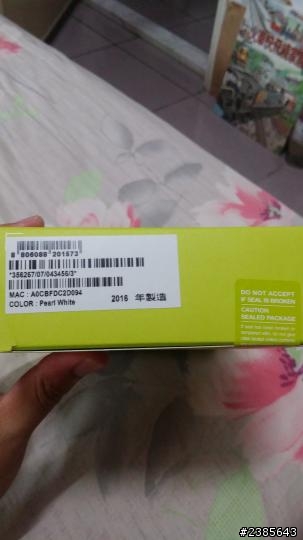 8 806088 201573
*356267/07/043456/3*
MAC : A0CBFDC2D094
COLOR : Pearl White
2016 年製造
DO NOT ACCEPT
IF SEAL IS BROKEN
CAUTION
SEALED PACKAGE
#2385643